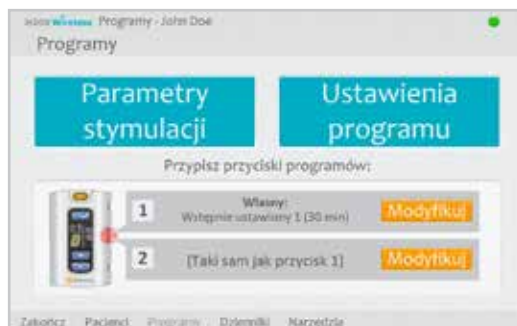 Wireless Programy - John Doe
Programy
Parametry stymulacji
Ustawienia programu
Przypisz przyciski programów:
1
Własny:
Wstępnie ustawiony 1 (30 min)
Modyfikuj
2
[Taki sam jak przycisk 1]
Modyfikuj
Zakończ Pacjenci Programy Dzienniki Narzędzia